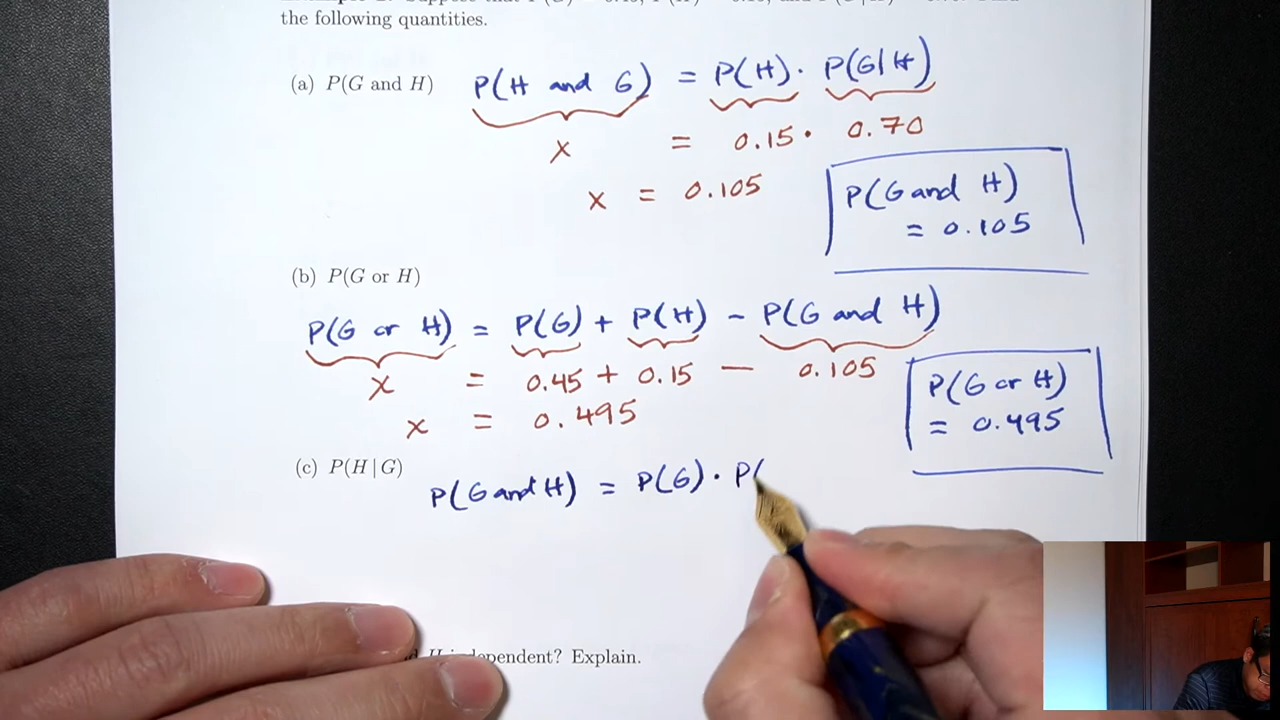 the following quantities.
(a) P(G and H) P(H and G) = P(H) · P(G|H)
x = 0.15 · 0.70
x = 0.105
P(G and H)
= 0.105
(b) P(G or H)
P(G or H) = P(G) + P(H) - P(G and H)
x = 0.45 + 0.15 — 0.105
x = 0.495
P(G or H)
= 0.495
(c) P(H | G) P(G and H) = P(G) · P(
H independent? Explain.